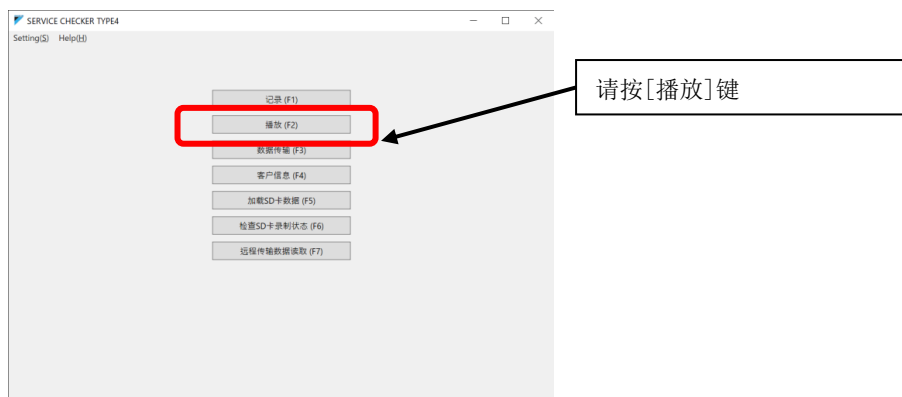 SERVICE CHECKER TYPE4
Setting(S) Help(H)
记录 (F1)
请按[播放]键
播放 (F2)
数据传输 (F3)
客户信息 (F4)
加载SD卡数据 (F5)
检查SD卡录制状态 (F6)
远程传输数据读取 (F7)